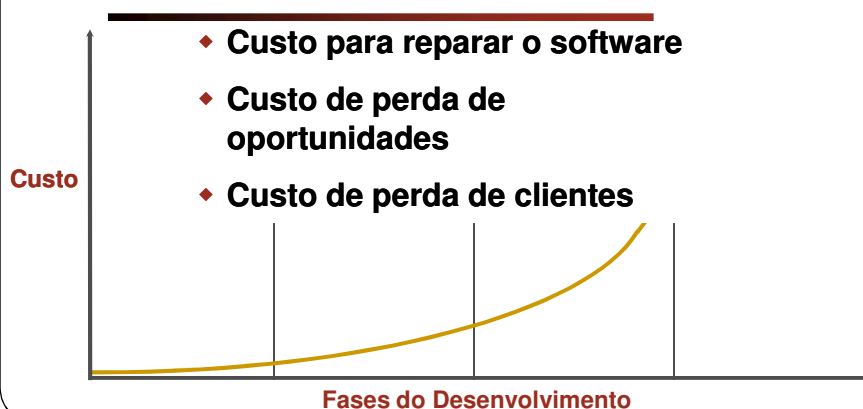 Custo para reparar o software
Custo de perda de
oportunidades
Custo
Custo de perda de clientes
Fases do Desenvolvimento